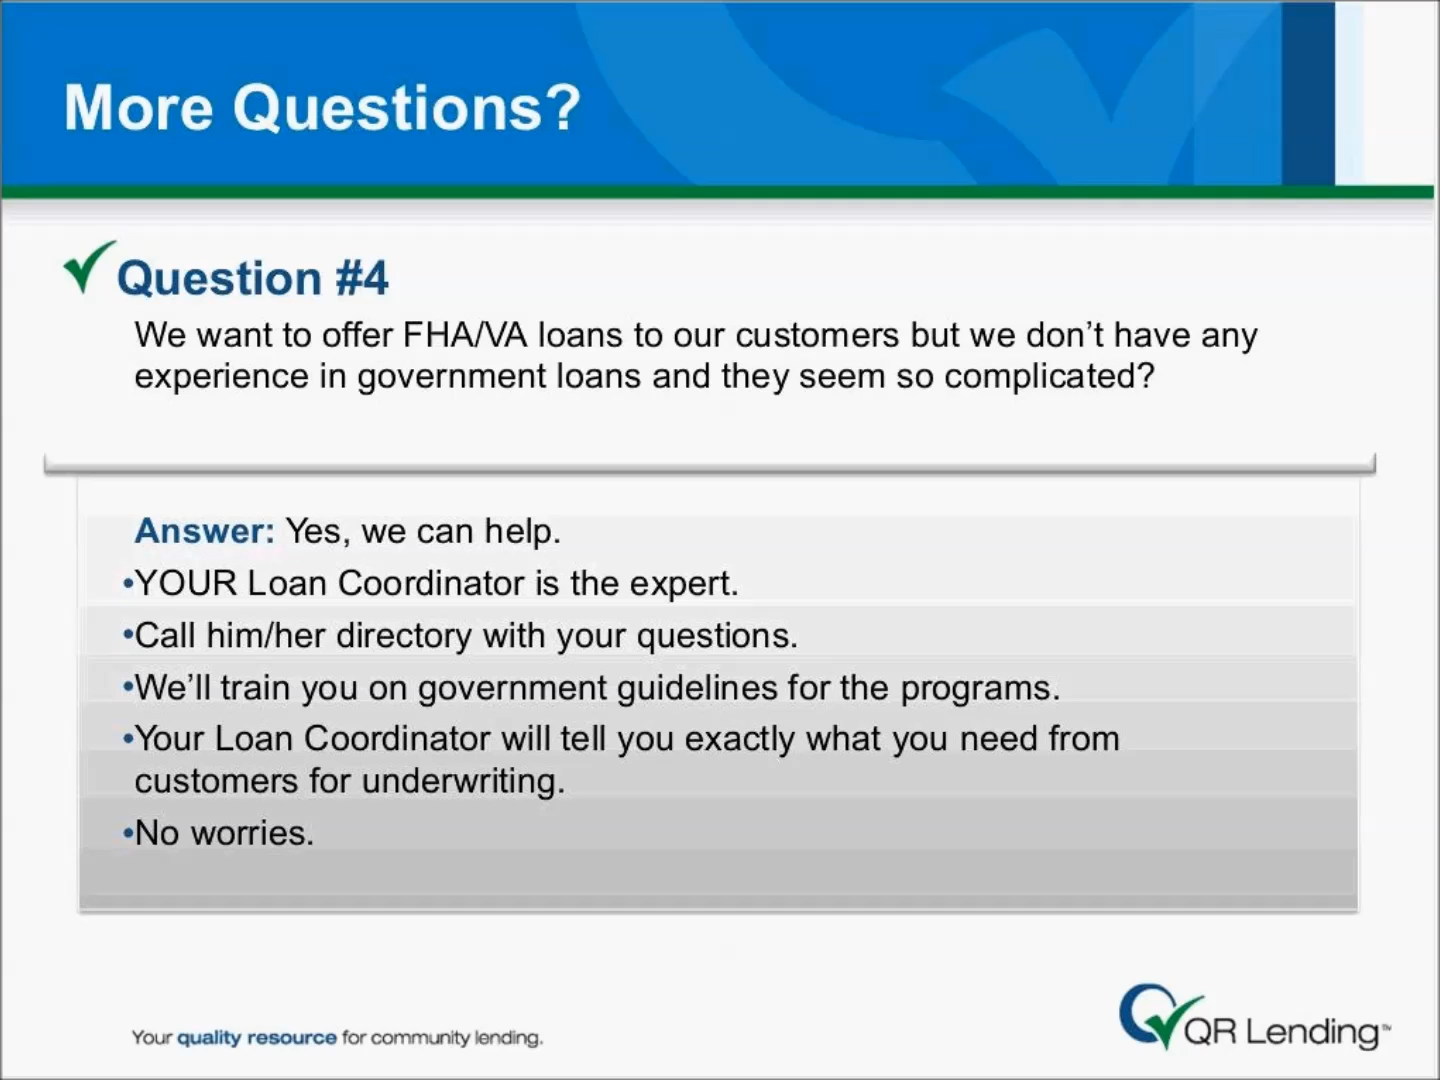 More Questions?
Question #4
We want to offer FHA/VA loans to our customers but we don’t have any
experience in government loans and they seem so complicated?
Answer: Yes, we can help.
•YOUR Loan Coordinator is the expert.
•Call him/her directory with your questions.
•We’ll train you on government guidelines for the programs.
•Your Loan Coordinator will tell you exactly what you need from
customers for underwriting.
•No worries.
Your quality resource for community lending.
QR Lending™